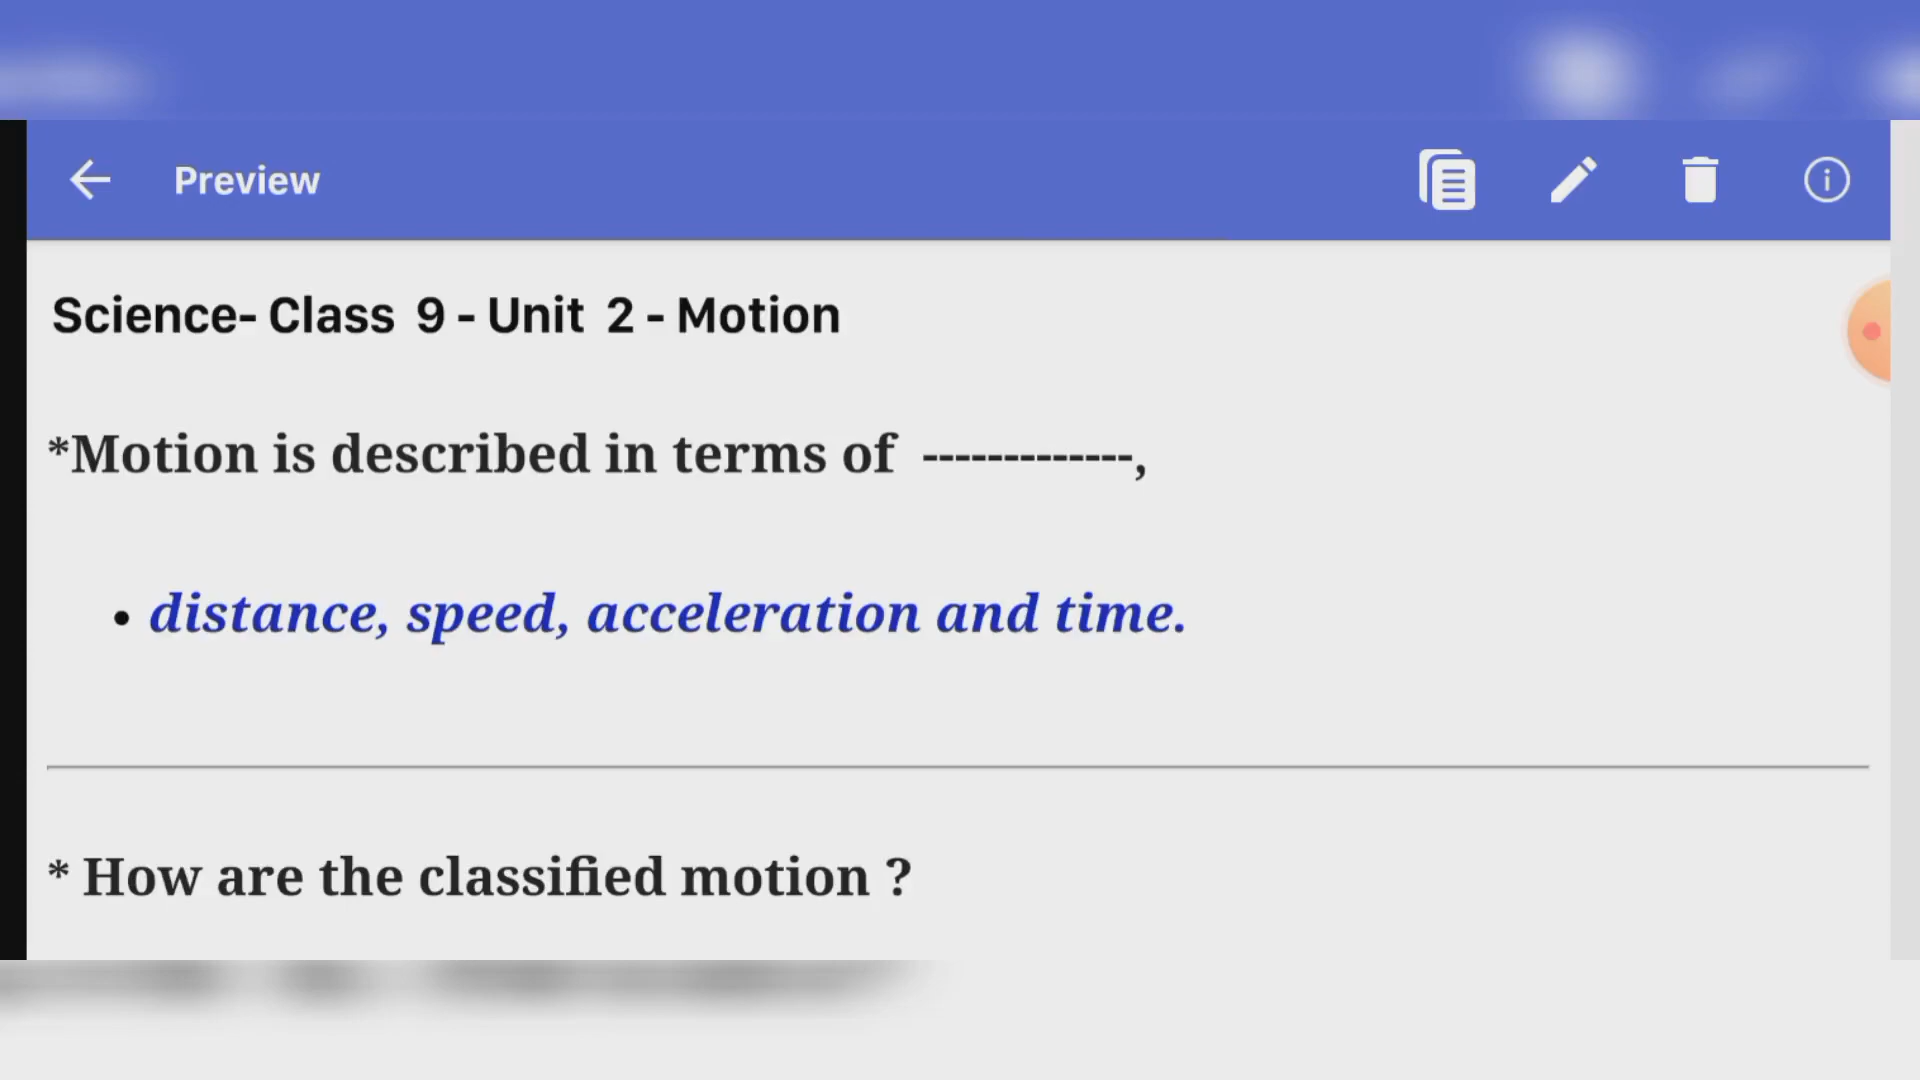 Preview
Science- Class 9 - Unit 2 - Motion
*Motion is described in terms of -------------,
• distance, speed, acceleration and time.
* How are the classified motion ?